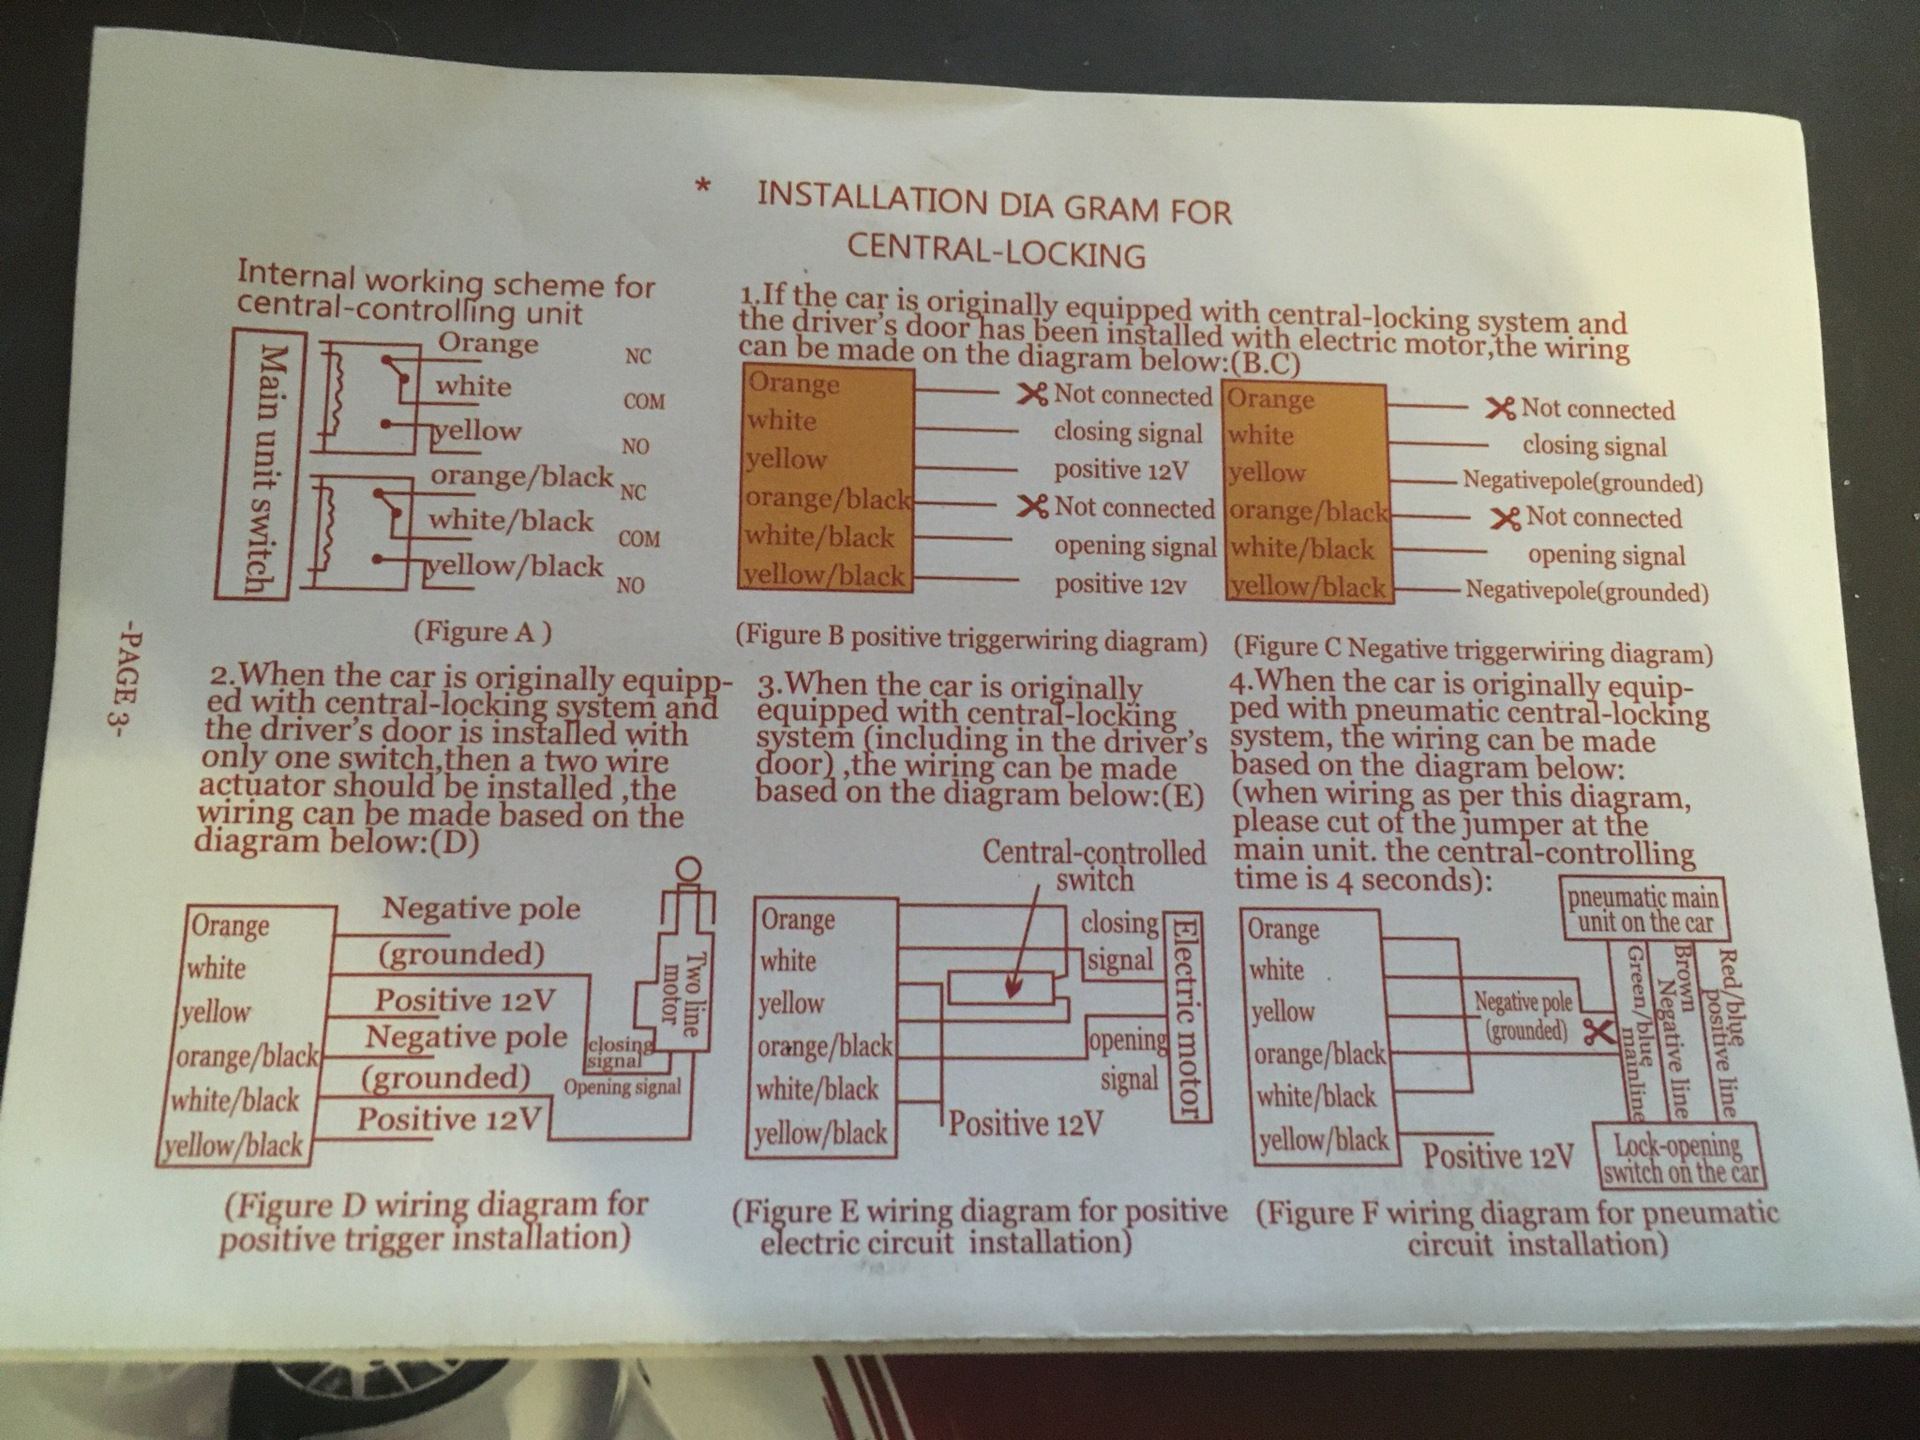 * INSTALLATION DIA GRAM FOR
CENTRAL-LOCKING
Internal working scheme for
central-controlling unit
Main unit switch
Orange NC
white COM
yellow NO
orange/black NC
white/black COM
yellow/black NO
(Figure A )
1.If the car is originally equipped with central-locking system and
the driver's door has been installed with electric motor,the wiring
can be made on the diagram below:(B.C)
Orange Not connected
white closing signal
yellow positive 12V
orange/black Not connected
white/black opening signal
yellow/black positive 12v
(Figure B positive triggerwiring diagram)
Orange Not connected
white closing signal
yellow Negativepole(grounded)
orange/black Not connected
white/black opening signal
yellow/black Negativepole(grounded)
(Figure C Negative triggerwiring diagram)
-PAGE 3-
2.When the car is originally equipp-
ed with central-locking system and
the driver's door is installed with
only one switch,then a two wire
actuator should be installed ,the
wiring can be made based on the
diagram below:(D)
Orange
white
yellow
orange/black
white/black
yellow/black
Negative pole
(grounded)
Positive 12V
Negative pole
(grounded)
Positive 12V
Two line
motor
closing
signal
Opening signal
(Figure D wiring diagram for
positive trigger installation)
3.When the car is originally
equipped with central-locking
system (including in the driver's
door) ,the wiring can be made
based on the diagram below:(E)
Central-controlled
switch
Orange
white
yellow
orange/black
white/black
yellow/black
closing
signal
opening
signal
Electric motor
Positive 12V
(Figure E wiring diagram for positive
electric circuit installation)
4.When the car is originally equip-
ped with pneumatic central-locking
system, the wiring can be made
based on the diagram below:
(when wiring as per this diagram,
please cut of the jumper at the
main unit. the central-controlling
time is 4 seconds):
pneumatic main
unit on the car
Orange
white
yellow
orange/black
white/black
yellow/black
Negative pole
(grounded)
Green/blue
mainline
Brown
Negative line
Red/blue
positive line
Positive 12V
Lock-opening
switch on the car
(Figure F wiring diagram for pneumatic
circuit installation)